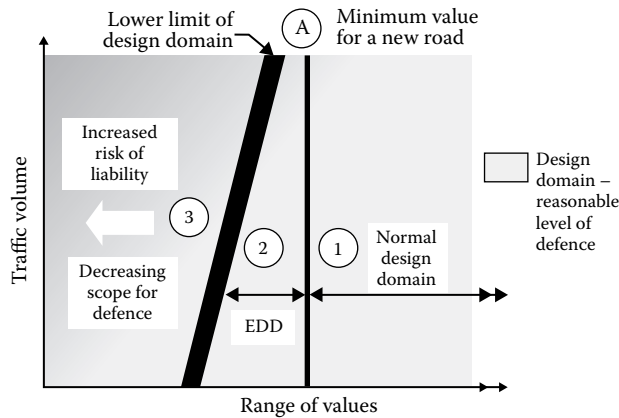 Lower limit of
design domain
A
Minimum value
for a new road
Increased
risk of
liability
3
2
1
Normal
design
domain
Decreasing
scope for
defence
EDD
Design
domain –
reasonable
level of
defence
Traffic volume
Range of values